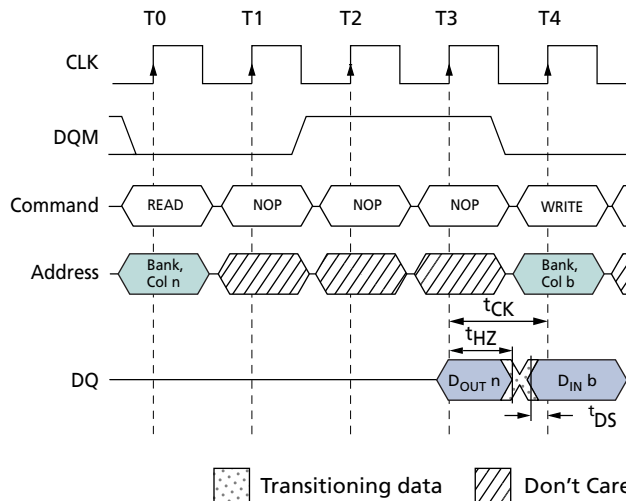 T0 T1 T2 T3 T4
CLK
DQM
Command READ NOP NOP NOP WRITE
Address Bank, Col n Bank, Col b
tCK
tHZ
DQ DOUT n DIN b
tDS
Transitioning data Don't Care